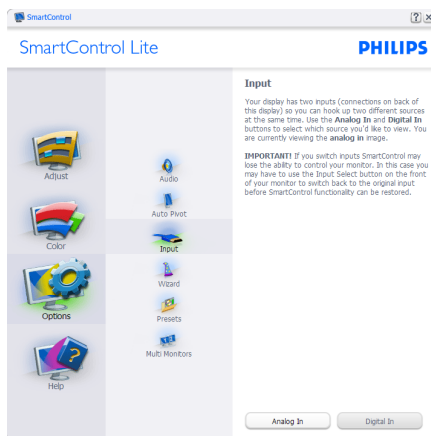 SmartControl
SmartControl Lite
PHILIPS
Adjust
Color
Options
Help
Audio
Auto Pivot
Input
Wizard
Presets
Multi Monitors
Input
Your display has two inputs (connections on back of
this display) so you can hook up two different sources
at the same time. Use the Analog In and Digital In
buttons to select which source you'd like to view. You
are currently viewing the analog in image.
IMPORTANT! If you switch inputs SmartControl may
lose the ability to control your monitor. In this case you
may have to use the Input Select button on the front
of your monitor to switch back to the original input
before SmartControl functionality can be restored.
Analog In
Digital In